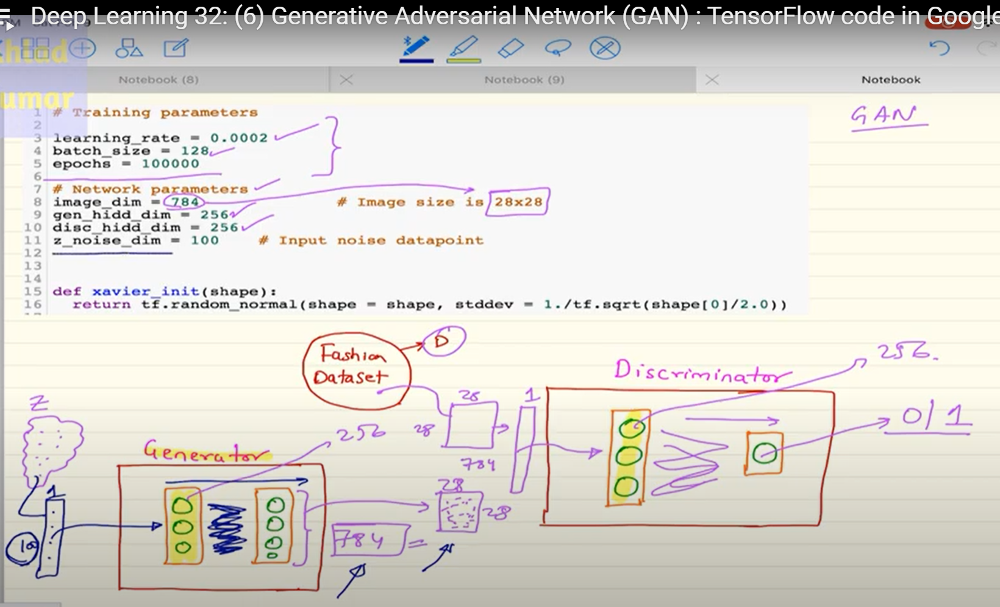 Deep Learning 32: (6) Generative Adversarial Network (GAN) : TensorFlow code in Google
Notebook (8)
Notebook (9)
Notebook
GAN
1 # Training parameters
2
3 learning_rate = 0.0002
4 batch_size = 128
5 epochs = 100000
6
7 # Network parameters
8 image_dim = 784 # Image size is 28x28
9 gen_hidd_dim = 256
10 disc_hidd_dim = 256
11 z_noise_dim = 100 # Input noise datapoint
12
13
14
15 def xavier_init(shape):
16 return tf.random_normal(shape = shape, stddev = 1./tf.sqrt(shape[0]/2.0))
Fashion
Dataset
D
256.
Discriminator
Z
28
1
28
0/1
256
Generator
784
28
1
28
784 =